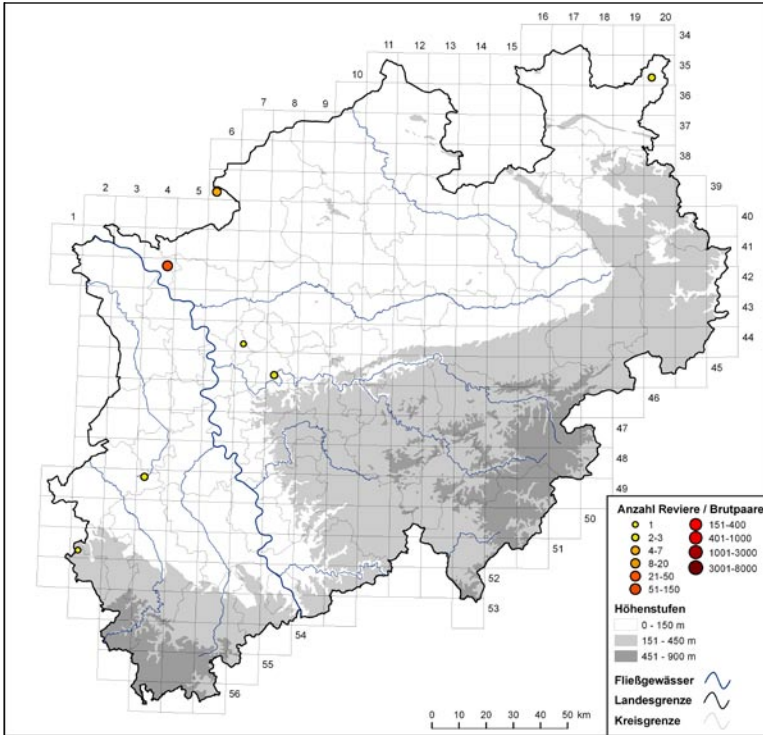 16 17 18 19 20
34
11 12 13 14 15
35
10
36
7 8 9
37
6
38
2 3 4 5
39
1
40
41
42
43
44
45
46
47
48
49
50
51
52
53
54
55
56
Anzahl Reviere / Brutpaare
1 151-400
2-3 401-1000
4-7 1001-3000
8-20 3001-8000
21-50
51-150
Höhenstufen
0 - 150 m
151 - 450 m
451 - 900 m
Fließgewässer
Landesgrenze
Kreisgrenze
0 10 20 30 40 50 km